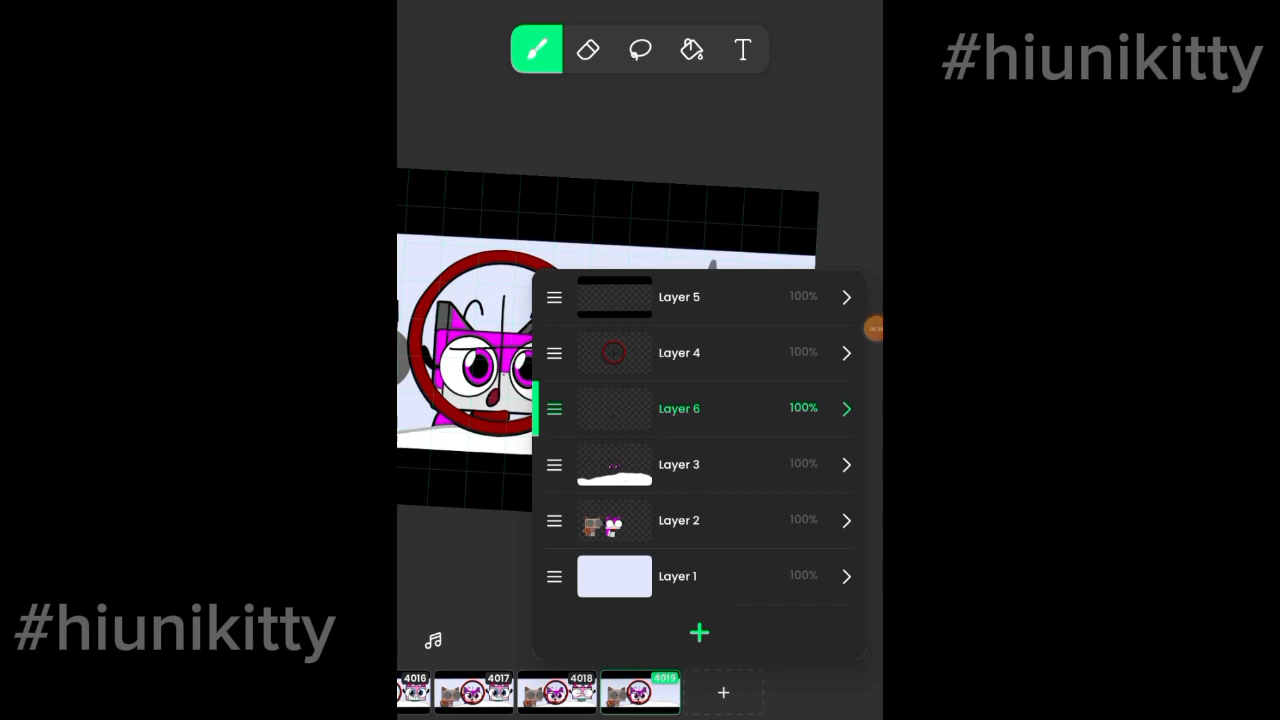 #hiunikitty
Layer 5 100%
Layer 4 100%
Layer 6 100%
Layer 3 100%
Layer 2 100%
Layer 1 100%
#hiunikitty
4016 4017 4018 4019